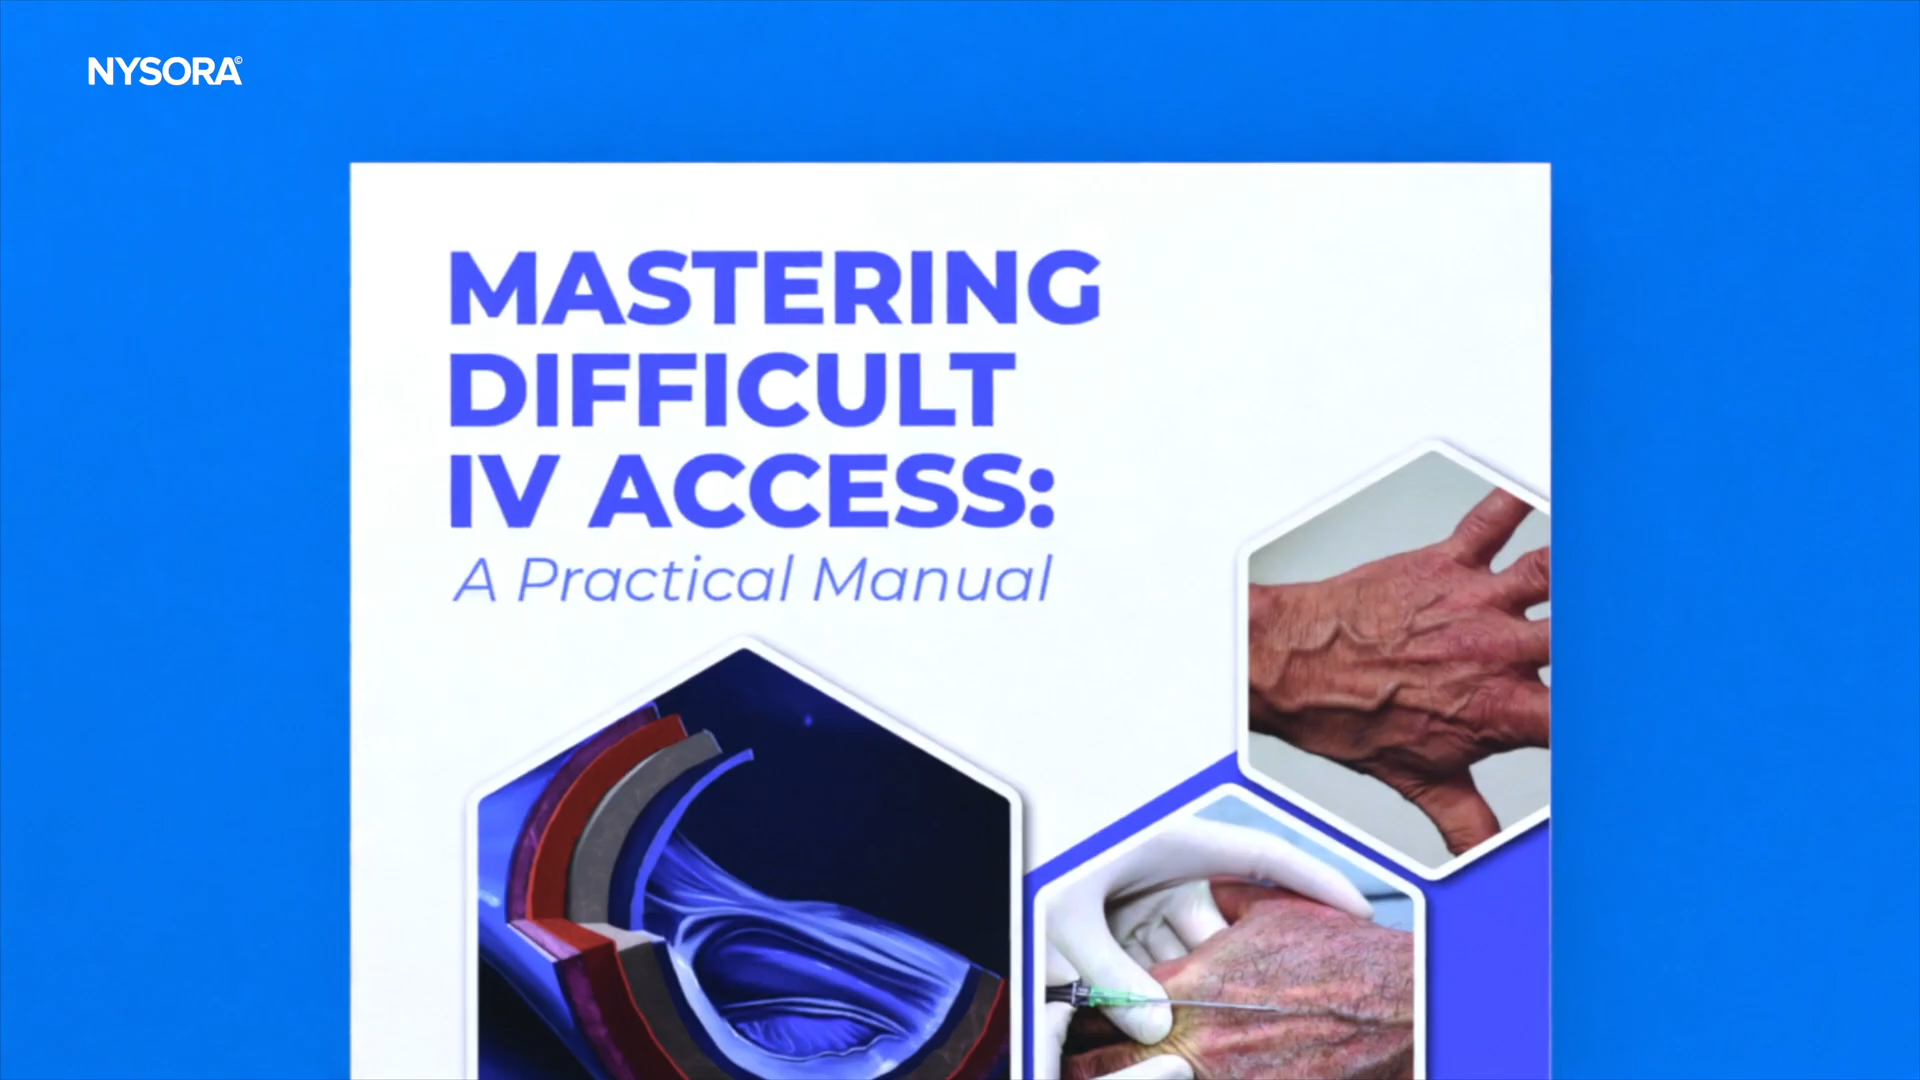 NYSORA©
MASTERING
DIFFICULT
IV ACCESS:
A Practical Manual